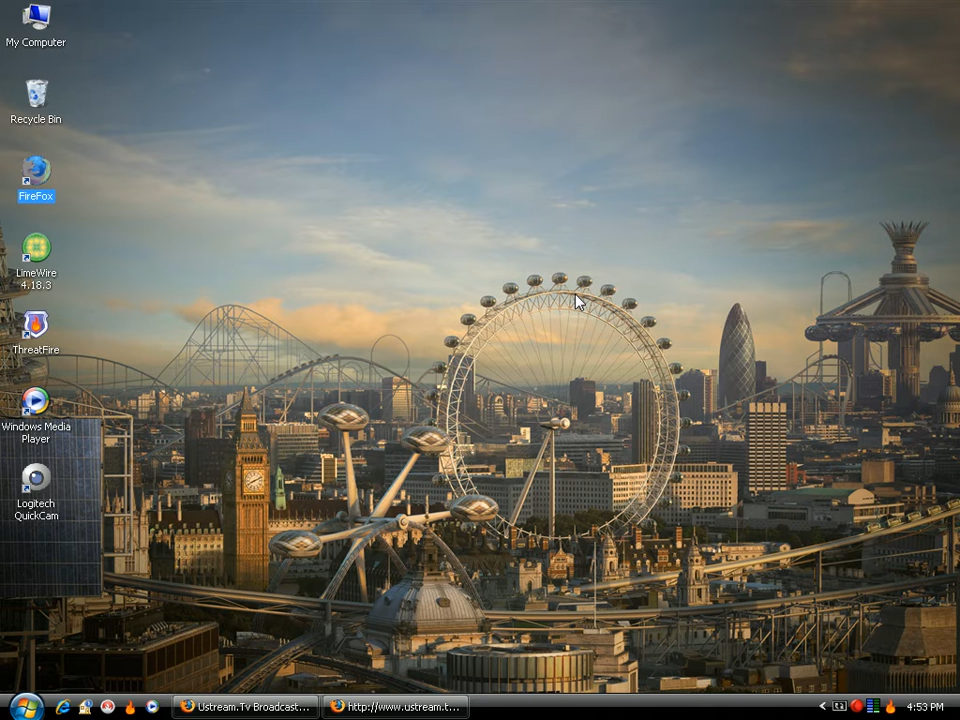 My Computer
Recycle Bin
FireFox
LimeWire
4.18.3
ThreatFire
Windows Media
Player
Logitech
QuickCam
Ustream.Tv Broadcast...
http://www.ustream.t...
4:53 PM